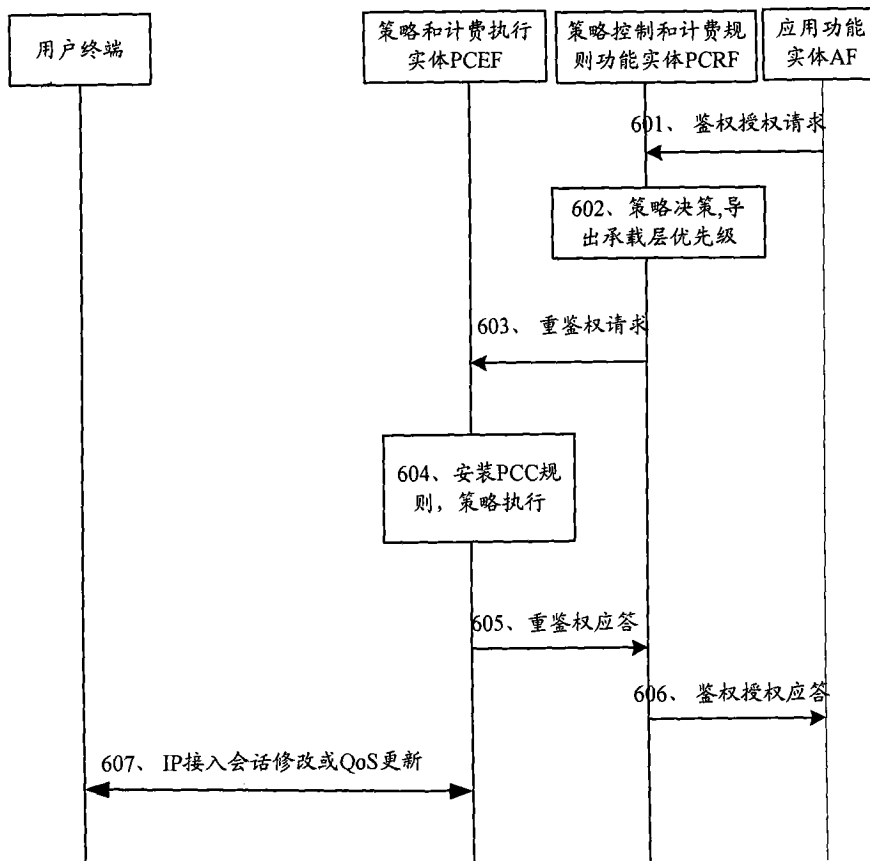 用户终端
策略和计费执行
实体PCEF
策略控制和计费规
则功能实体PCRF
应用功能
实体AF
601、 鉴权授权请求
602、策略决策,导
出承载层优先级
603、 重鉴权请求
604、安装PCC规
则，策略执行
605、重鉴权应答
606、 鉴权授权应答
607、 IP接入会话修改或QoS更新